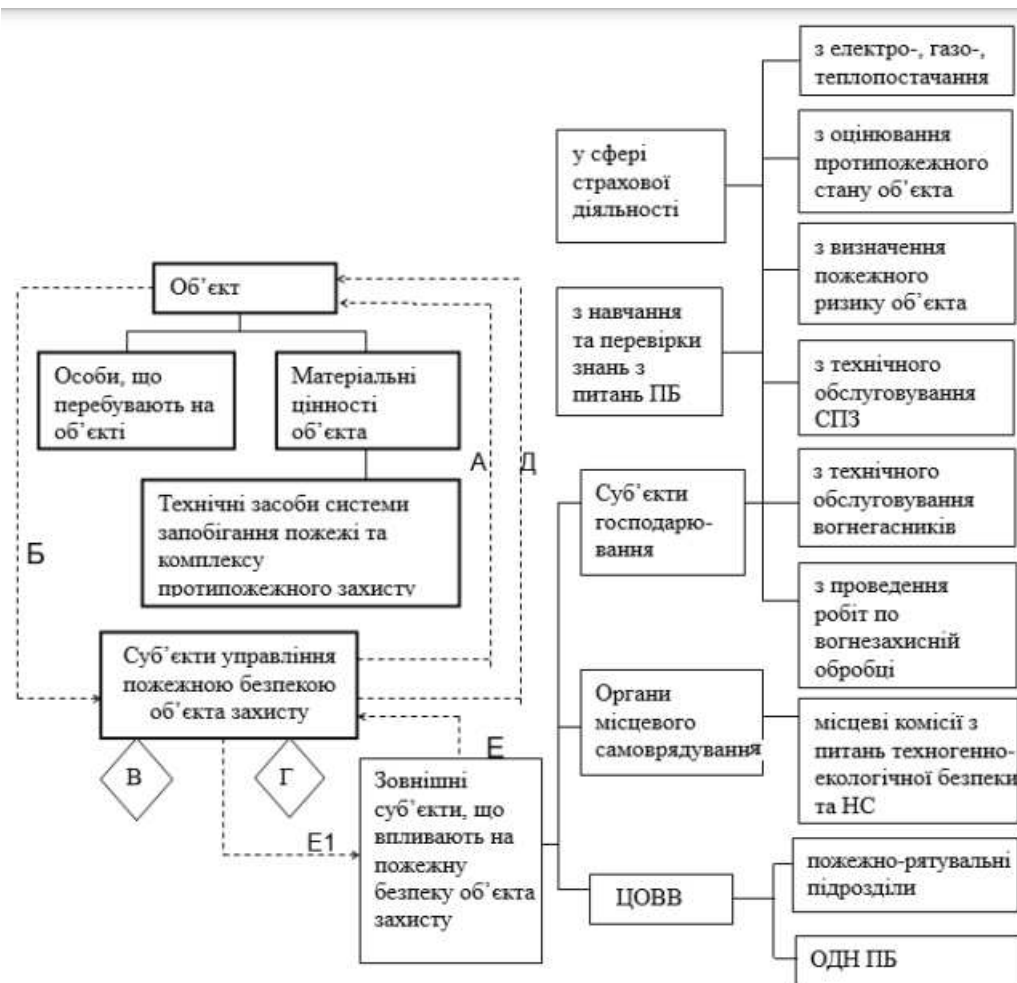 з електро-, газо-,
теплопостачання
у сфері
страхової
діяльності
з оцінювання
протипожежного
стану об’єкта
з визначення
пожежного
ризику об’єкта
Об’єкт
з навчання
та перевірки
знань з
питань ПБ
Особи, що
перебувають на
об’єкті
Матеріальні
цінності
об’єкта
з технічного
обслуговування
СПЗ
А
Д
Технічні засоби системи
запобігання пожежі та
комплексу
протипожежного захисту
Б
Суб’єкти
господарю-
вання
з технічного
обслуговування
вогнегасників
з проведення
робіт по
вогнезахисній
обробці
Суб’єкти управління
пожежною безпекою
об’єкта захисту
Органи
місцевого
самоврядування
місцеві комісії з
питань техногенно-
екологічної безпеки
та НС
В
Г
Е
Е1
Зовнішні
суб’єкти, що
впливають на
пожежну
безпеку об’єкта
захисту
ЦОВВ
пожежно-рятувальні
підрозділи
ОДН ПБ